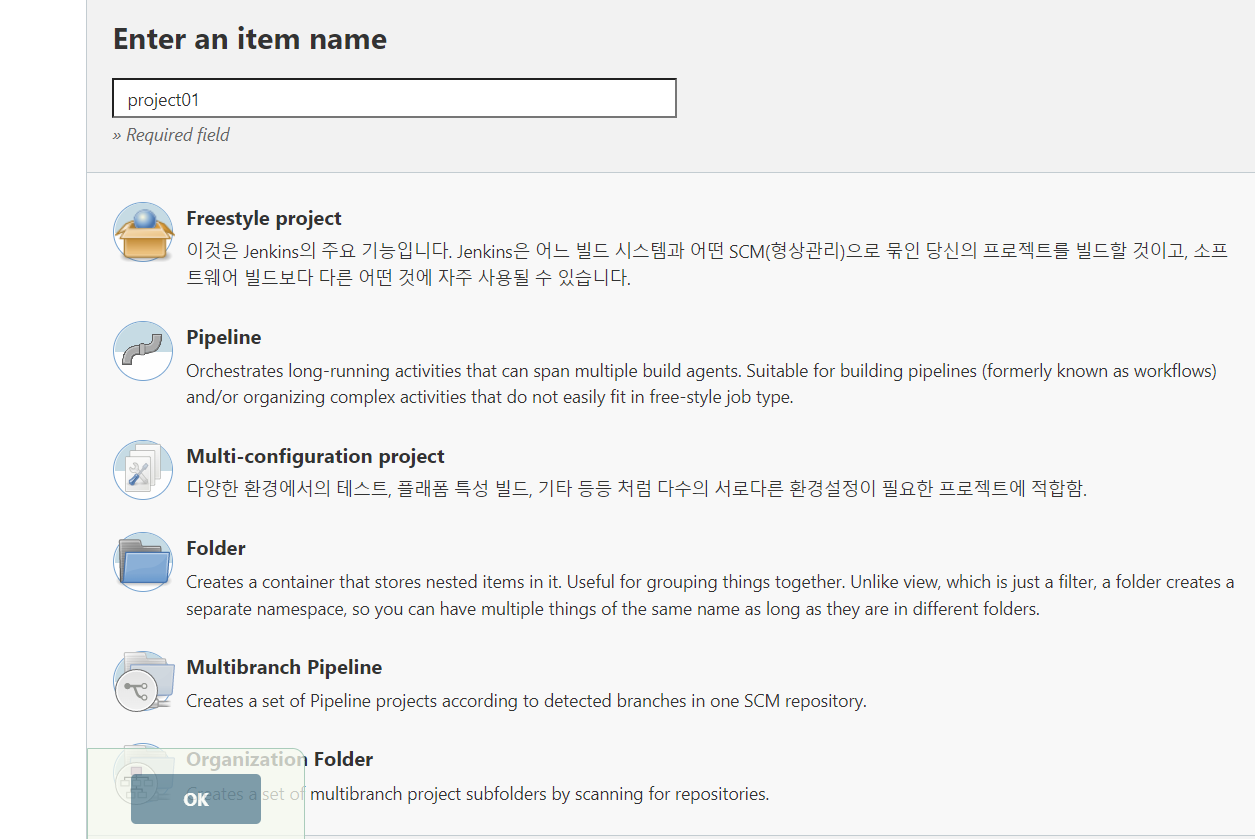 Enter an item name
project01
» Required field
Freestyle project
이것은 Jenkins의 주요 기능입니다. Jenkins은 어느 빌드 시스템과 어떤 SCM(형상관리)으로 묶인 당신의 프로젝트를 빌드할 것이고, 소프
트웨어 빌드보다 다른 어떤 것에 자주 사용될 수 있습니다.
Pipeline
Orchestrates long-running activities that can span multiple build agents. Suitable for building pipelines (formerly known as workflows)
and/or organizing complex activities that do not easily fit in free-style job type.
Multi-configuration project
다양한 환경에서의 테스트, 플래폼 특성 빌드, 기타 등등 처럼 다수의 서로다른 환경설정이 필요한 프로젝트에 적합함.
Folder
Creates a container that stores nested items in it. Useful for grouping things together. Unlike view, which is just a filter, a folder creates a
separate namespace, so you can have multiple things of the same name as long as they are in different folders.
Multibranch Pipeline
Creates a set of Pipeline projects according to detected branches in one SCM repository.
Organization Folder
Creates a set of multibranch project subfolders by scanning for repositories.
OK